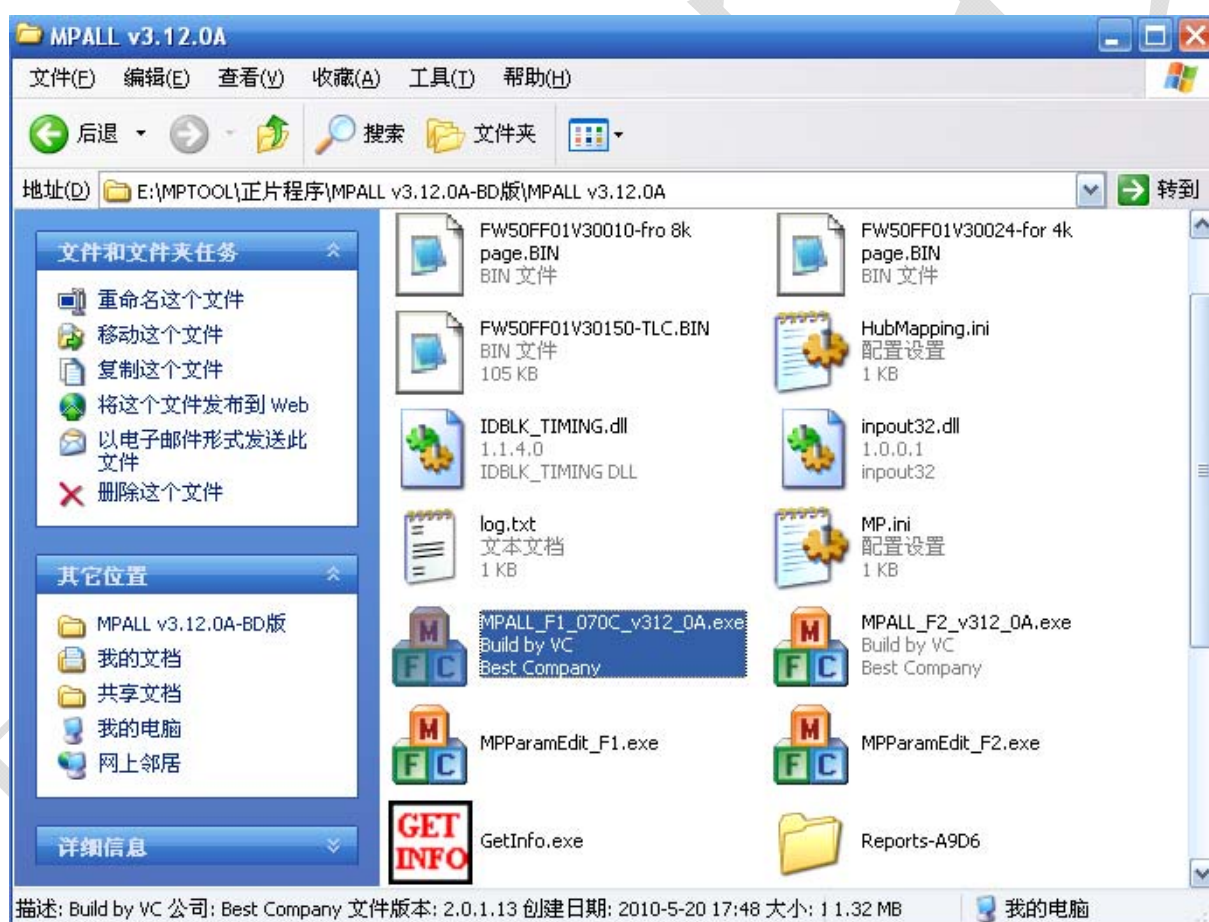 MPALL v3.12.0A
文件(F) 编辑(E) 查看(V) 收藏(A) 工具(T) 帮助(H)
后退 搜索 文件夹
地址(D) E:\MPTOOL\正片程序\MPALL v3.12.0A-BD版\MPALL v3.12.0A 转到
文件和文件夹任务
重命名这个文件
移动这个文件
复制这个文件
将这个文件发布到 Web
以电子邮件形式发送此
文件
删除这个文件
其它位置
MPALL v3.12.0A-BD版
我的文档
共享文档
我的电脑
网上邻居
详细信息
FW50FF01V30010-fro 8k
page.BIN
BIN 文件
FW50FF01V30024-for 4k
page.BIN
BIN 文件
FW50FF01V30150-TLC.BIN
BIN 文件
105 KB
HubMapping.ini
配置设置
1 KB
IDBLK_TIMING.dll
1.1.4.0
IDBLK_TIMING DLL
inpout32.dll
1.0.0.1
inpout32
log.txt
文本文档
1 KB
MP.ini
配置设置
1 KB
MPALL_F1_070C_v312_0A.exe
Build by VC
Best Company
MPALL_F2_v312_0A.exe
Build by VC
Best Company
MPParamEdit_F1.exe
MPParamEdit_F2.exe
GET
INFO
GetInfo.exe
Reports-A9D6
描述: Build by VC 公司: Best Company 文件版本: 2.0.1.13 创建日期: 2010-5-20 17:48 大小: 11.32 MB 我的电脑